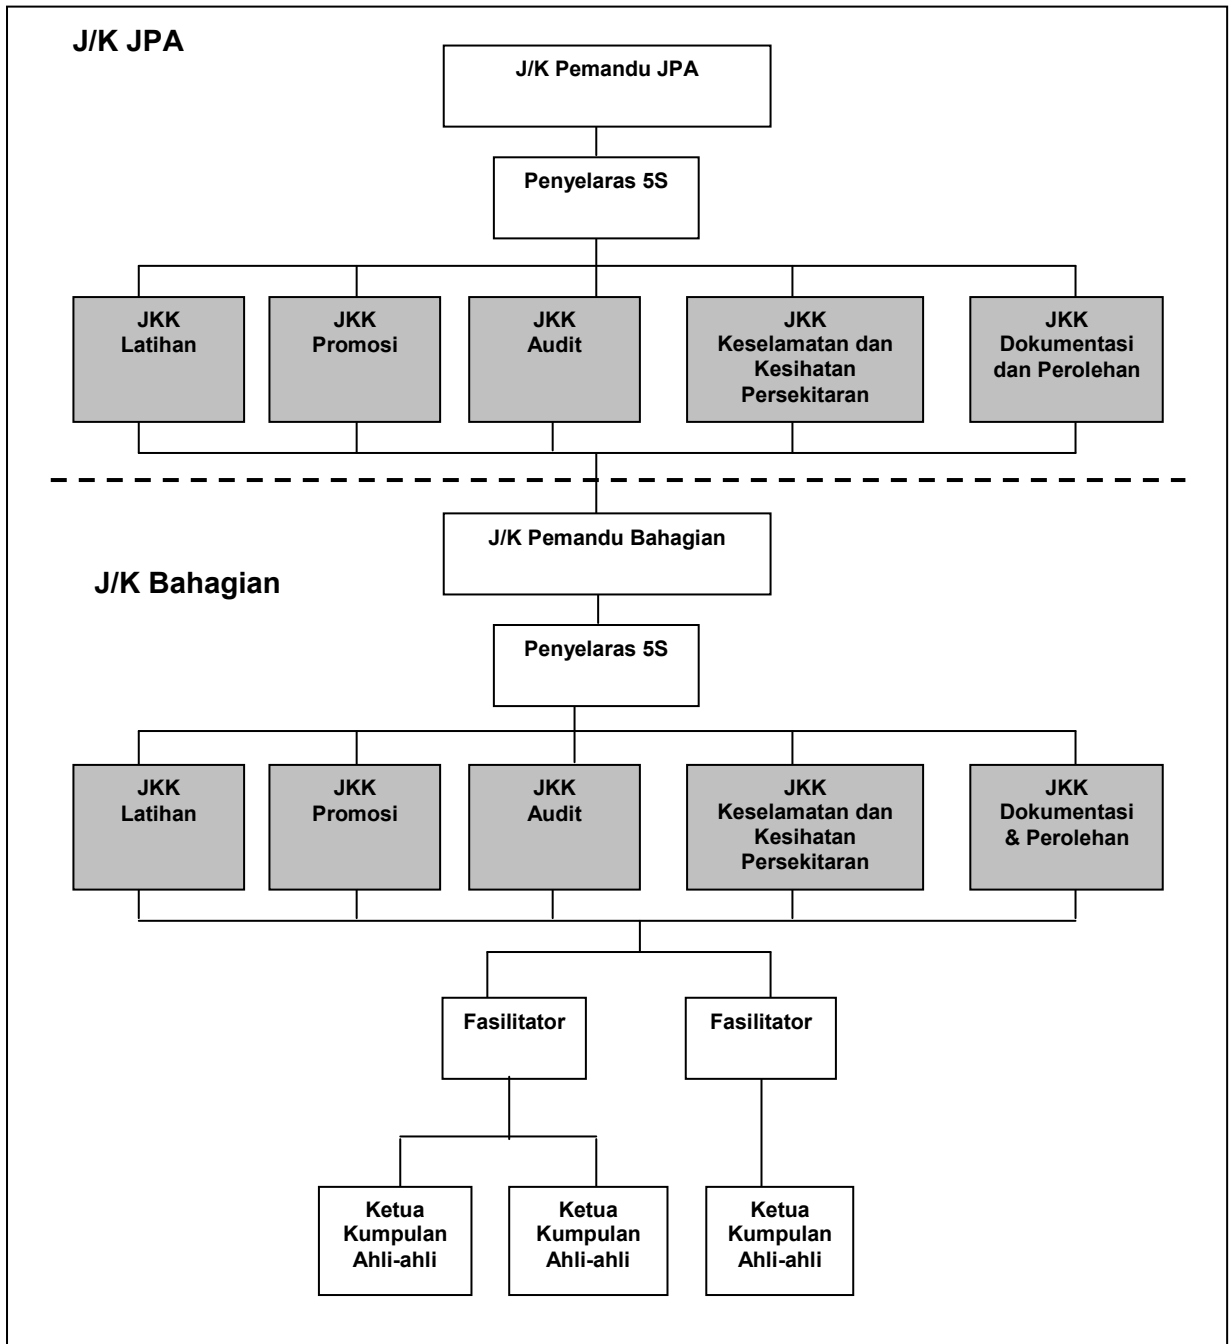 J/K JPA
J/K Pemandu JPA
Penyelaras 5S
JKK
Latihan
JKK
Promosi
JKK
Audit
JKK
Keselamatan dan
Kesihatan
Persekitaran
JKK
Dokumentasi
dan Perolehan
J/K Pemandu Bahagian
J/K Bahagian
Penyelaras 5S
JKK
Latihan
JKK
Promosi
JKK
Audit
JKK
Keselamatan dan
Kesihatan
Persekitaran
JKK
Dokumentasi
& Perolehan
Fasilitator
Fasilitator
Ketua
Kumpulan
Ahli-ahli
Ketua
Kumpulan
Ahli-ahli
Ketua
Kumpulan
Ahli-ahli